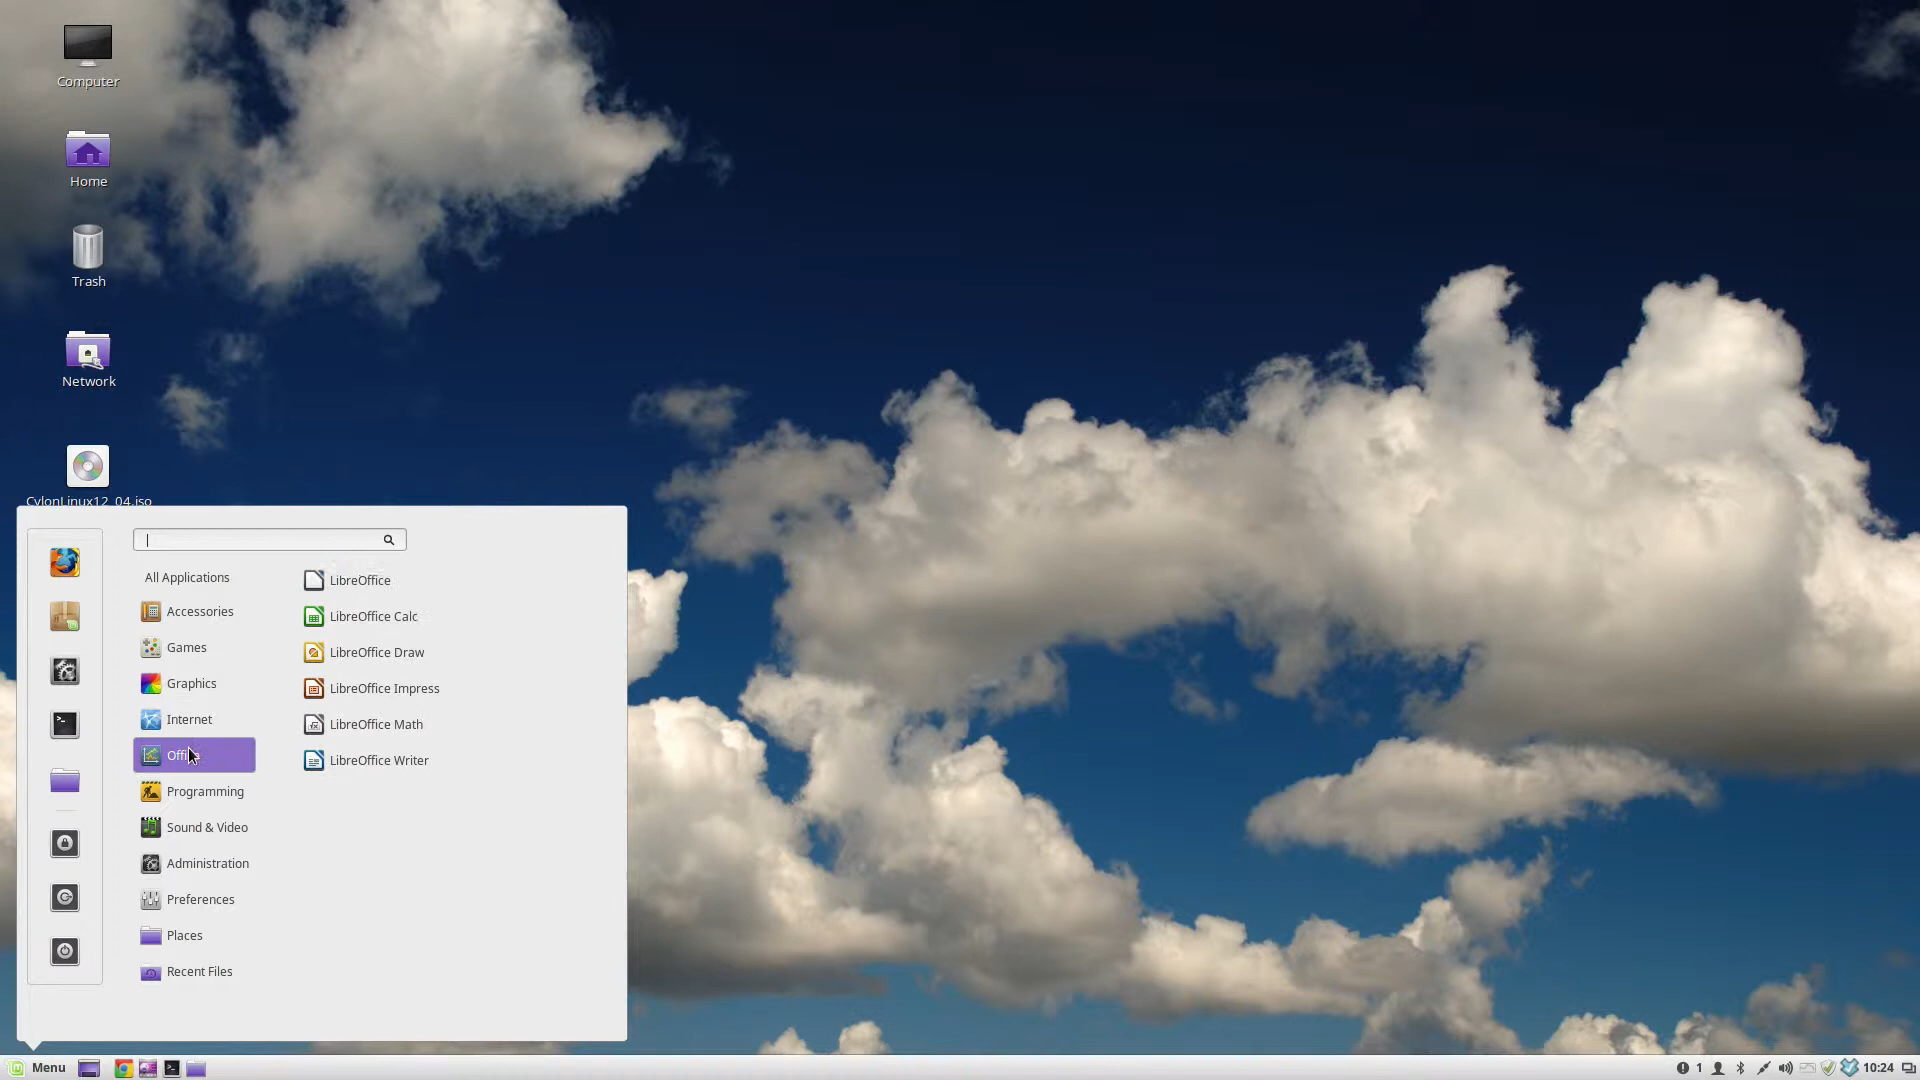 Computer
Home
Trash
Network
CylonLinux12_04.iso
All Applications
Accessories
Games
Graphics
Internet
Office
Programming
Sound & Video
Administration
Preferences
Places
Recent Files
LibreOffice
LibreOffice Calc
LibreOffice Draw
LibreOffice Impress
LibreOffice Math
LibreOffice Writer
Menu
1
10:24